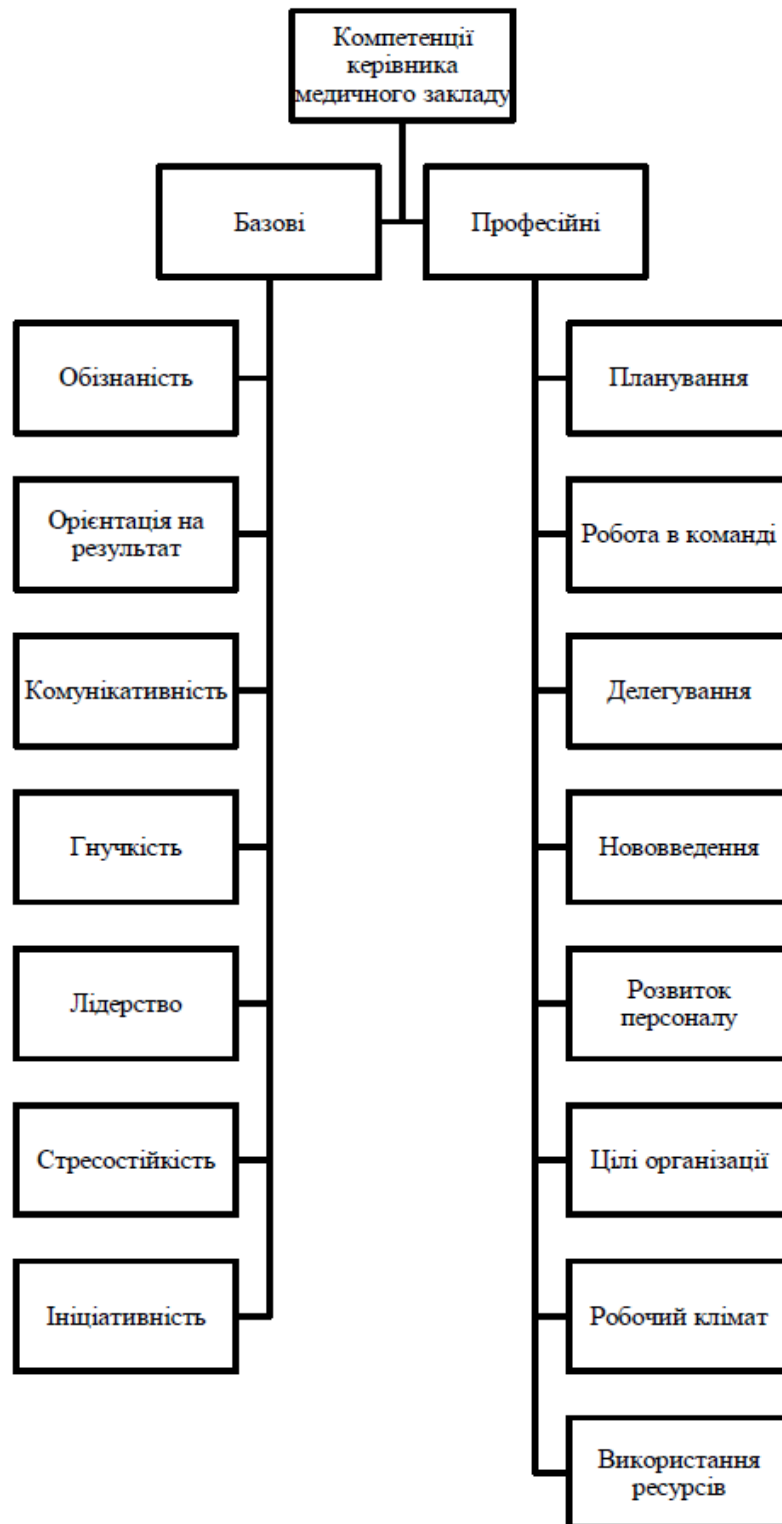 Компетенції
керівника
медичного закладу
Базові
Професійні
Обізнаність
Планування
Орієнтація на
результат
Робота в команді
Комунікативність
Делегування
Гнучкість
Нововведення
Лідерство
Розвиток
персоналу
Стресостійкість
Цілі організації
Ініціативність
Робочий клімат
Використання
ресурсів